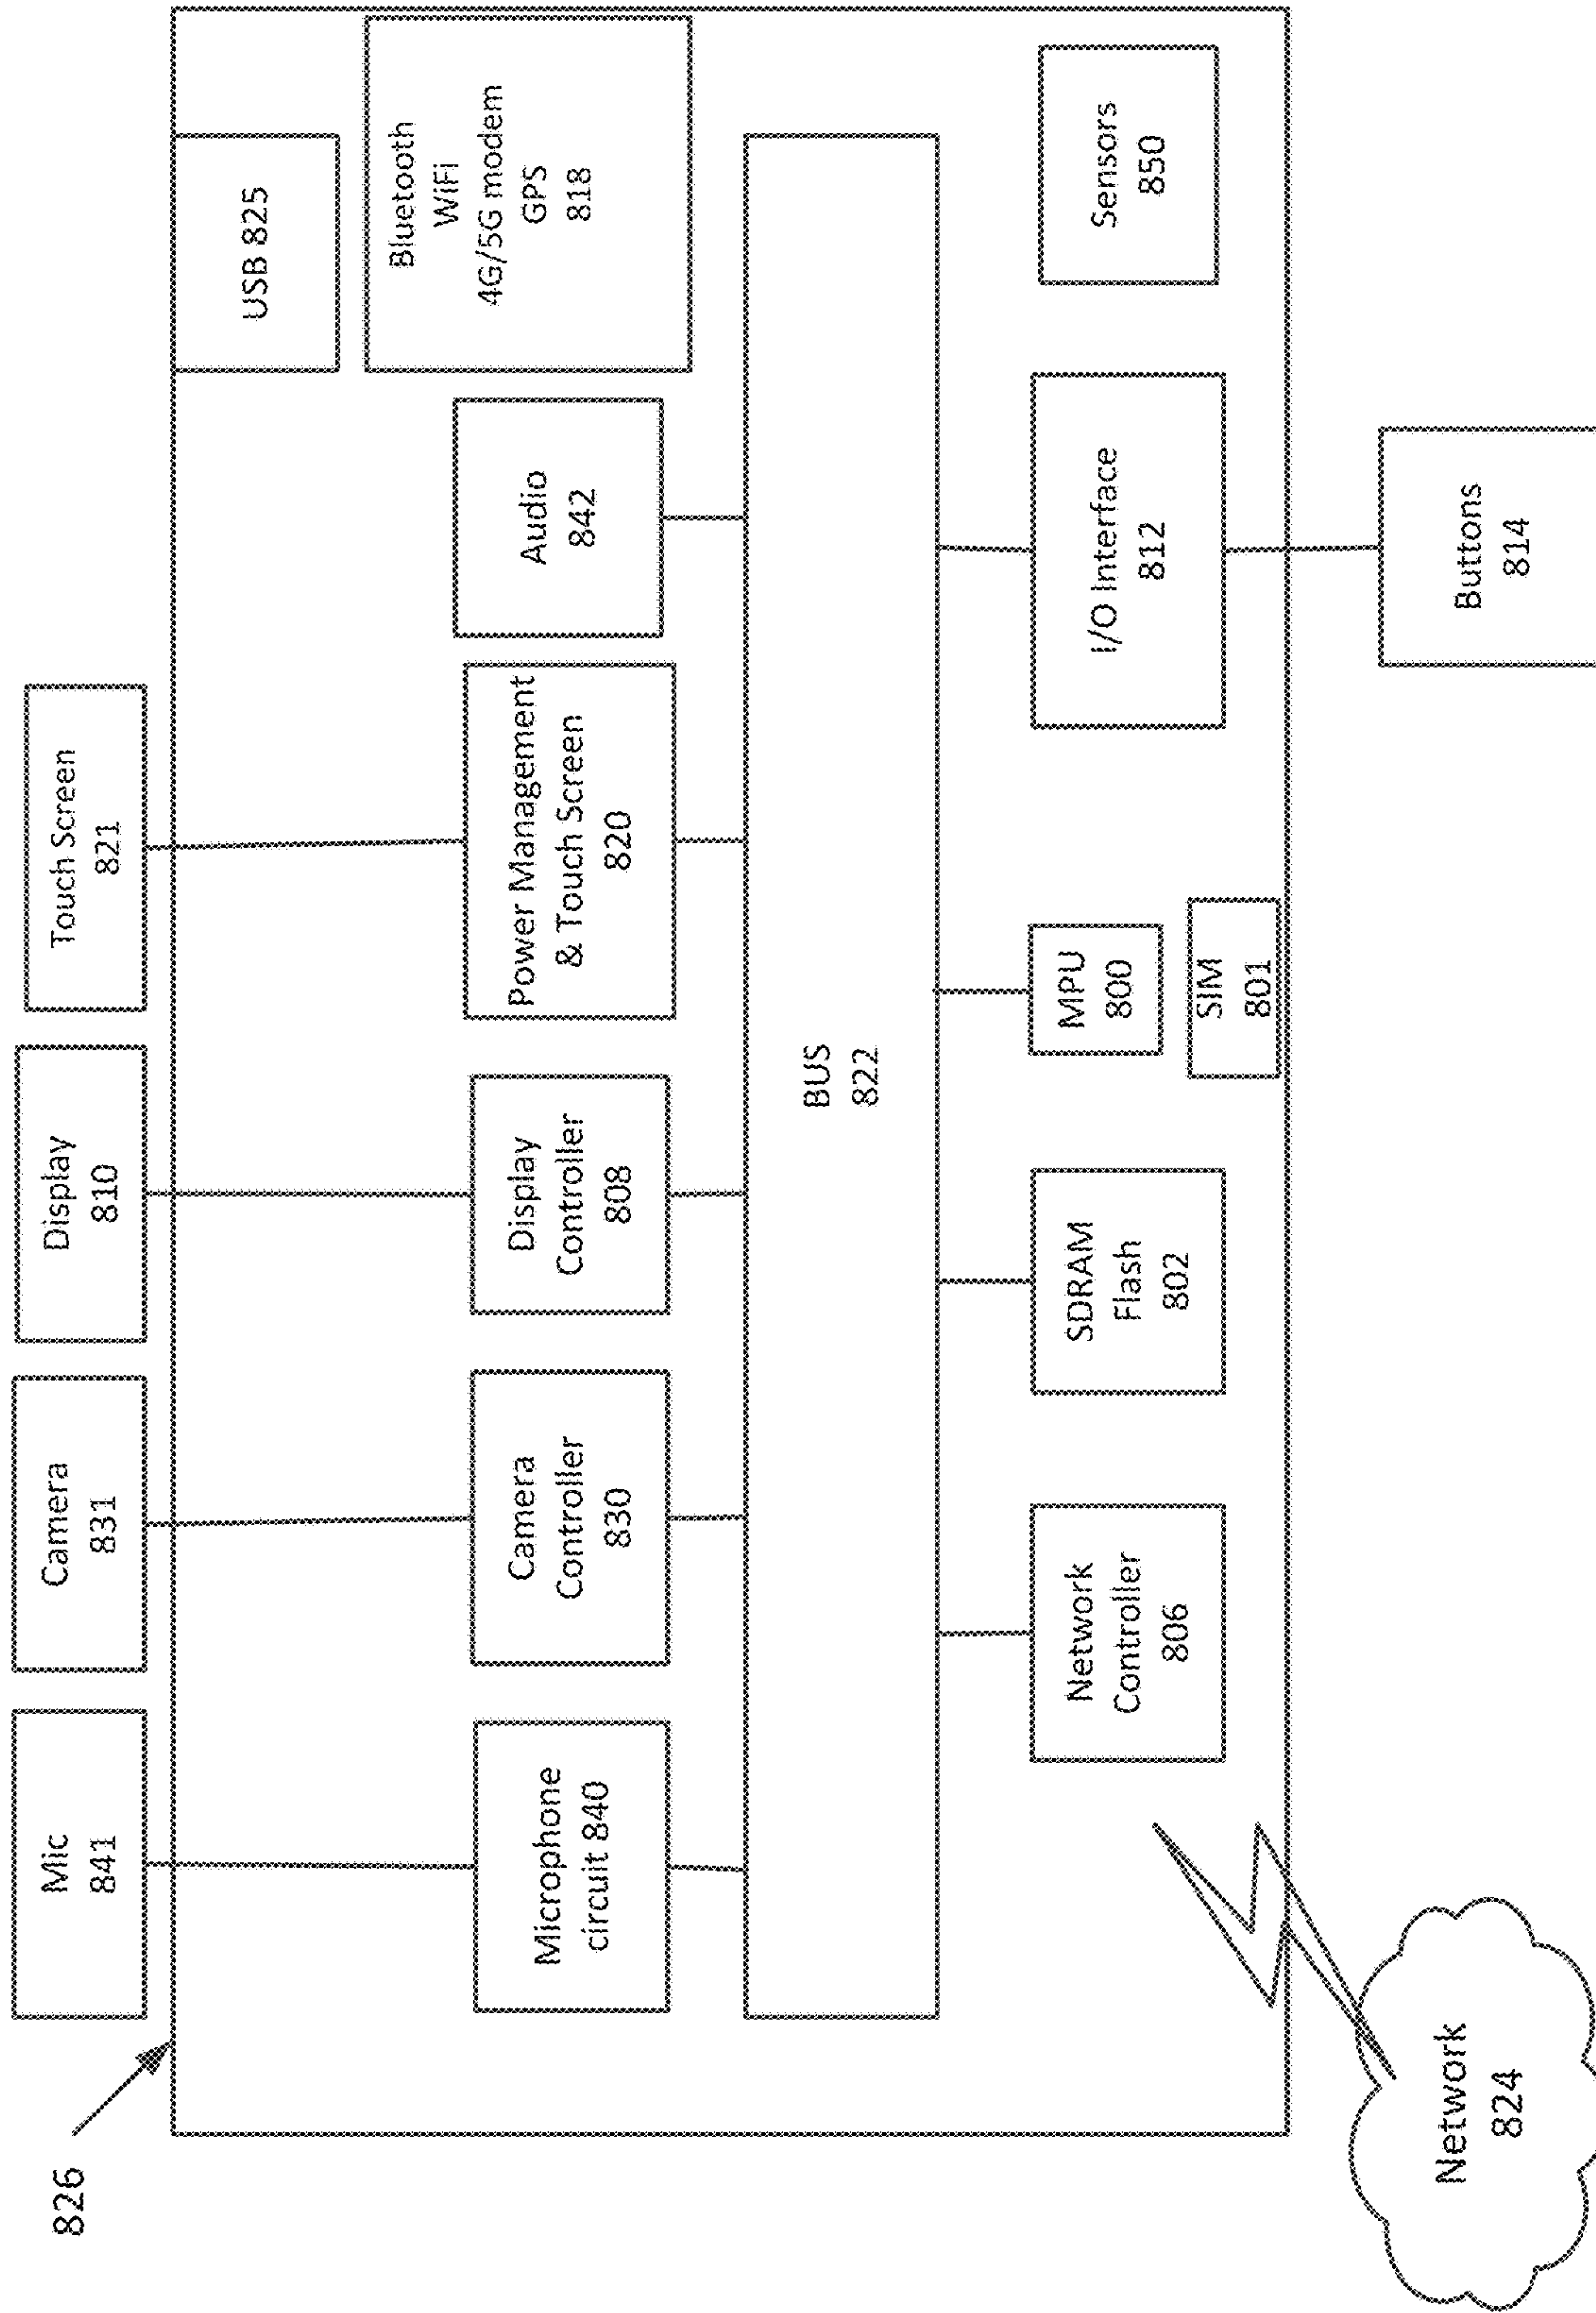 826
Mic
841
Camera
831
Display
810
Touch Screen
821
Microphone
circuit 840
Camera
Controller
830
Display
Controller
808
Power Management
& Touch Screen
820
Audio
842
USB 825
Bluetooth
WiFi
4G/5G modem
GPS
818
BUS
822
Network
Controller
806
SDRAM
Flash
802
MPU
800
SIM
801
I/O Interface
812
Sensors
850
Network
824
Buttons
814